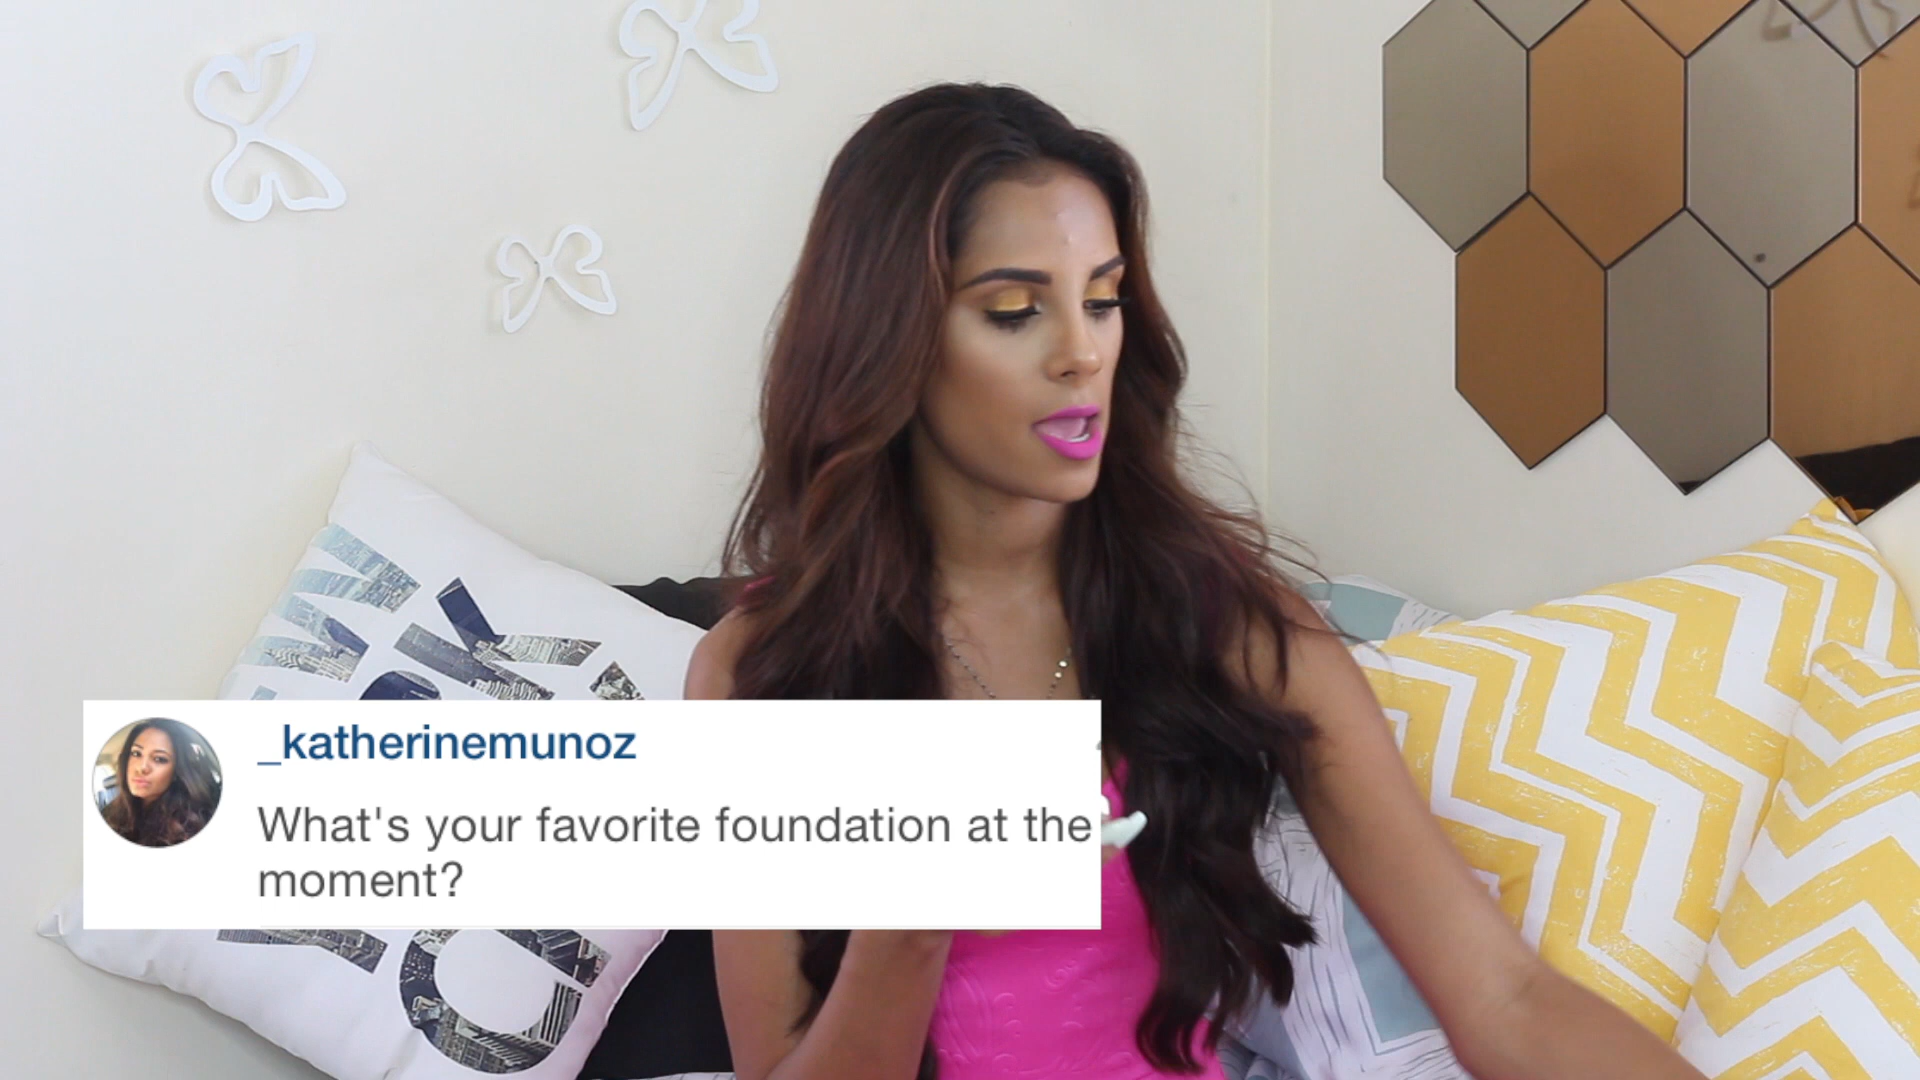 _katherinemunoz
What's your favorite foundation at the
moment?